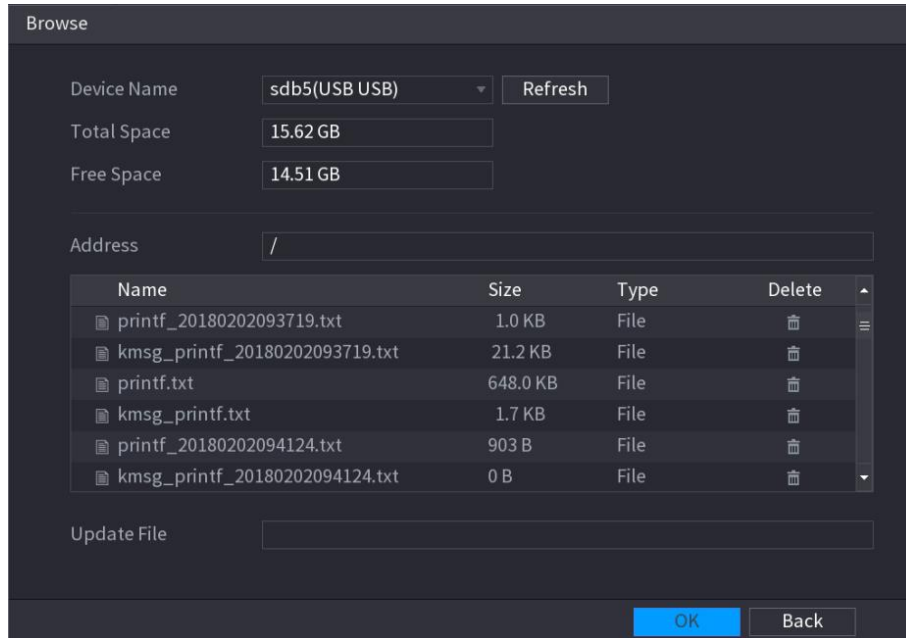 Browse
Device Name sdb5(USB USB) Refresh
Total Space 15.62 GB
Free Space 14.51 GB
Address /
Name Size Type Delete
printf_20180202093719.txt 1.0 KB File
kmsg_printf_20180202093719.txt 21.2 KB File
printf.txt 648.0 KB File
kmsg_printf.txt 1.7 KB File
printf_20180202094124.txt 903 B File
kmsg_printf_20180202094124.txt 0 B File
Update File
OK Back